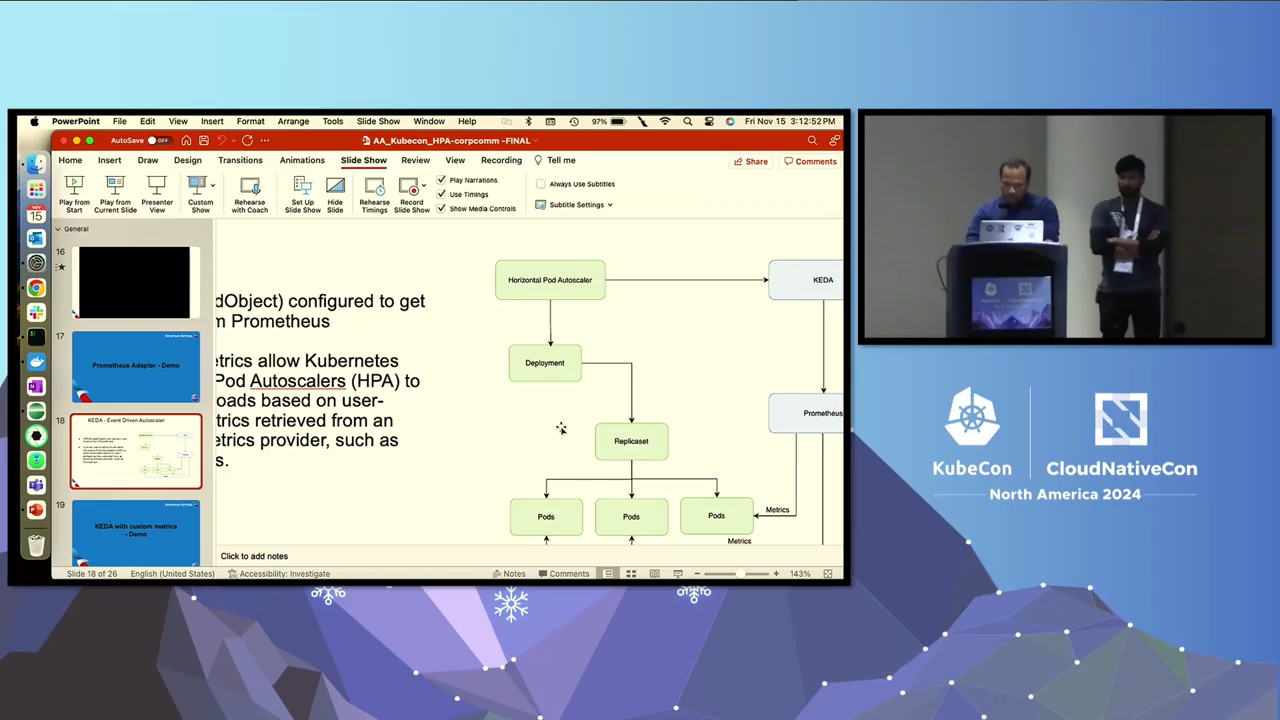 PowerPoint File Edit View Insert Format Arrange Tools Slide Show Window Help 97% Fri Nov 15 3:12:52 PM
AutoSave OFF AA_Kubecon_HPA-corpcomm -FINAL
Home Insert Draw Design Transitions Animations Slide Show Review View Recording Tell me Share Comments
Play from Start
Play from Current Slide
Presenter View
Custom Show
Rehearse with Coach
Set Up Slide Show
Hide Slide
Rehearse Timings
Record Slide Show
Play Narrations
Use Timings
Show Media Controls
Always Use Subtitles
Subtitle Settings
NOV
15
General
16
17
Prometheus Adapter - Demo
18
KEDA - Event Driven Autoscaler
19
KEDA with custom metrics
- Demo
dObject) configured to get
m Prometheus
etrics allow Kubernetes
Pod Autoscalers (HPA) to
oads based on user-
trics retrieved from an
etrics provider, such as
s.
Horizontal Pod Autoscaler
KEDA
Deployment
Prometheus
Replicaset
Pods
Pods
Pods
Metrics
Metrics
Click to add notes
Slide 18 of 26 English (United States) Accessibility: Investigate Notes Comments 143%
KubeCon
CloudNativeCon
North America 2024